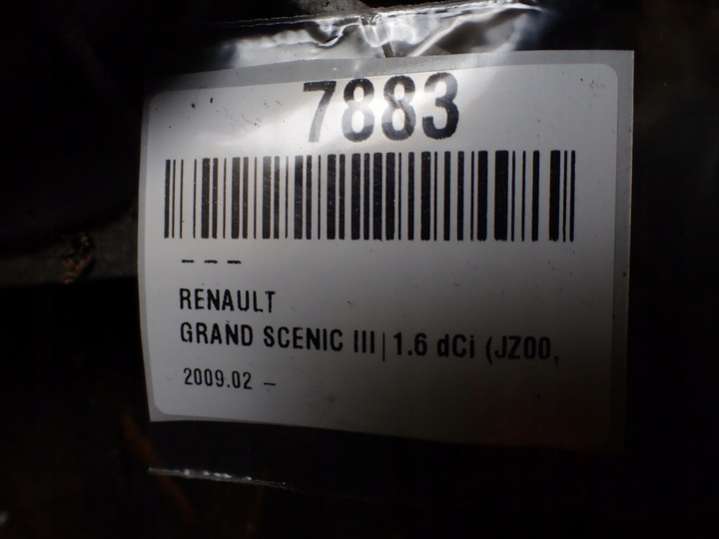 7883
– – –
RENAULT
GRAND SCENIC III | 1.6 dCi (JZ00,
2009.02 –